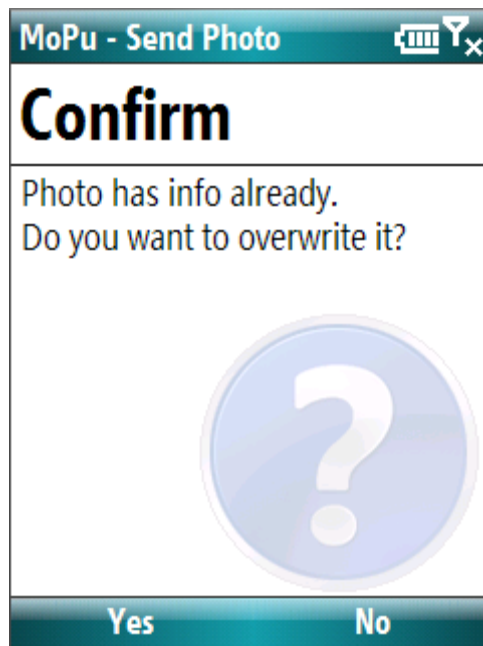 MoPu - Send Photo
Confirm
Photo has info already.
Do you want to overwrite it?
?
Yes No